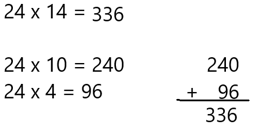 24 x 14 = 336
24 x 10 = 240
24 x 4 = 96
240
+ 96
336